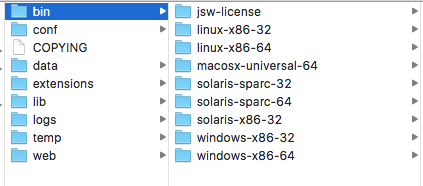 bin
conf
COPYING
data
extensions
lib
logs
temp
web
jsw-license
linux-x86-32
linux-x86-64
macosx-universal-64
solaris-sparc-32
solaris-sparc-64
solaris-x86-32
windows-x86-32
windows-x86-64